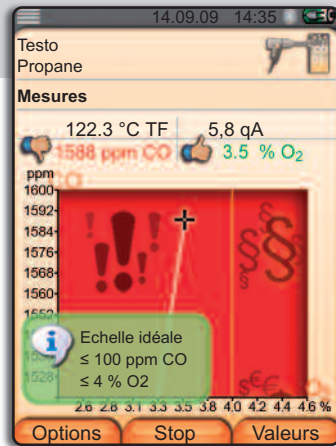 14.09.09 14:35
Testo
Propane
Mesures
122.3 °C TF 5,8 qA
1588 ppm CO 3.5 % O₂
ppm
1600
1592
1584
1576
1568
1560
1552
1528
Echelle idéale
≤ 100 ppm CO
≤ 4 % O2
2.6 2.8 3.1 3.3 3.5 3.8 4.0 4.2 4.4 4.6 %
Options Stop Valeurs